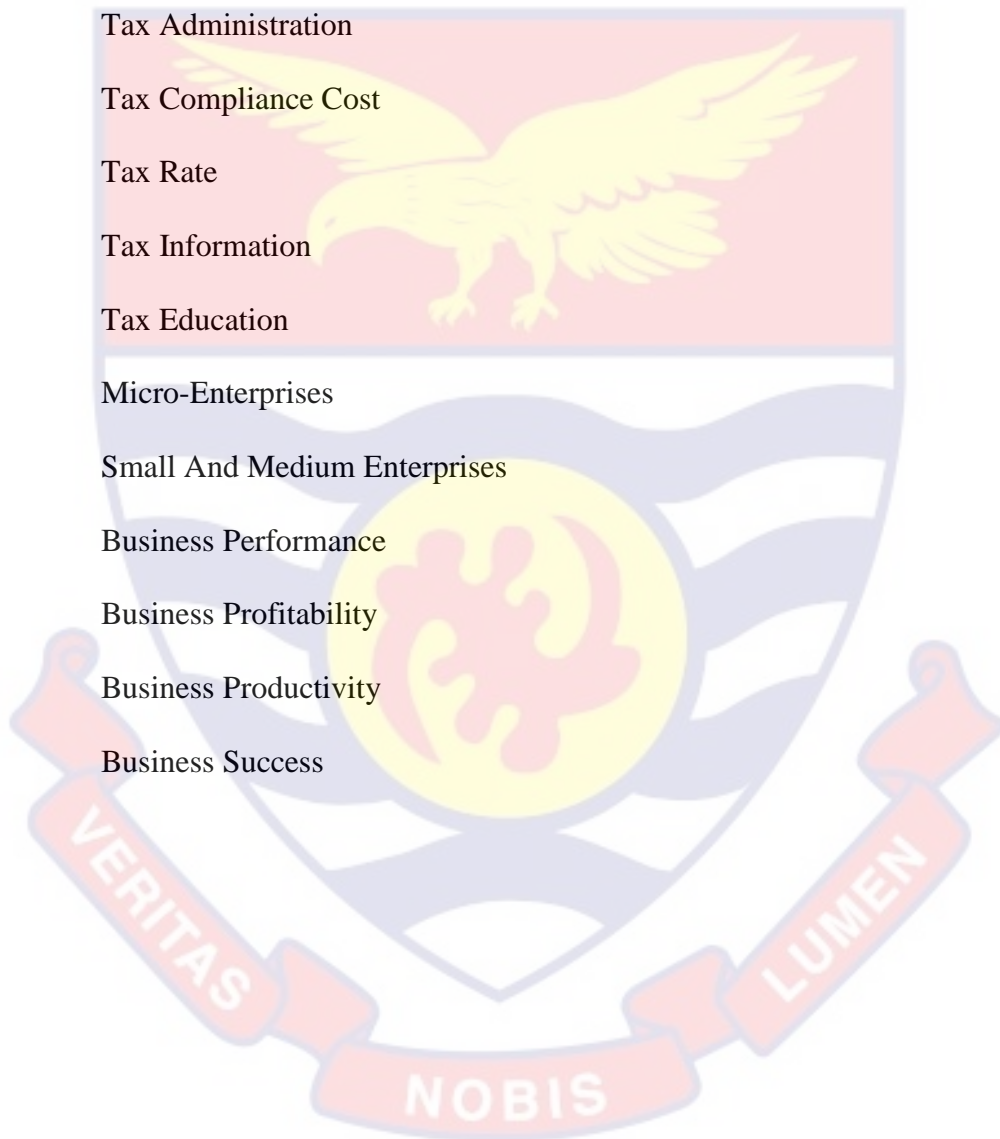 Tax Administration
Tax Compliance Cost
Tax Rate
Tax Information
Tax Education
Micro-Enterprises
Small And Medium Enterprises
Business Performance
Business Profitability
Business Productivity
Business Success
VERITAS
NOBIS
LUMEN